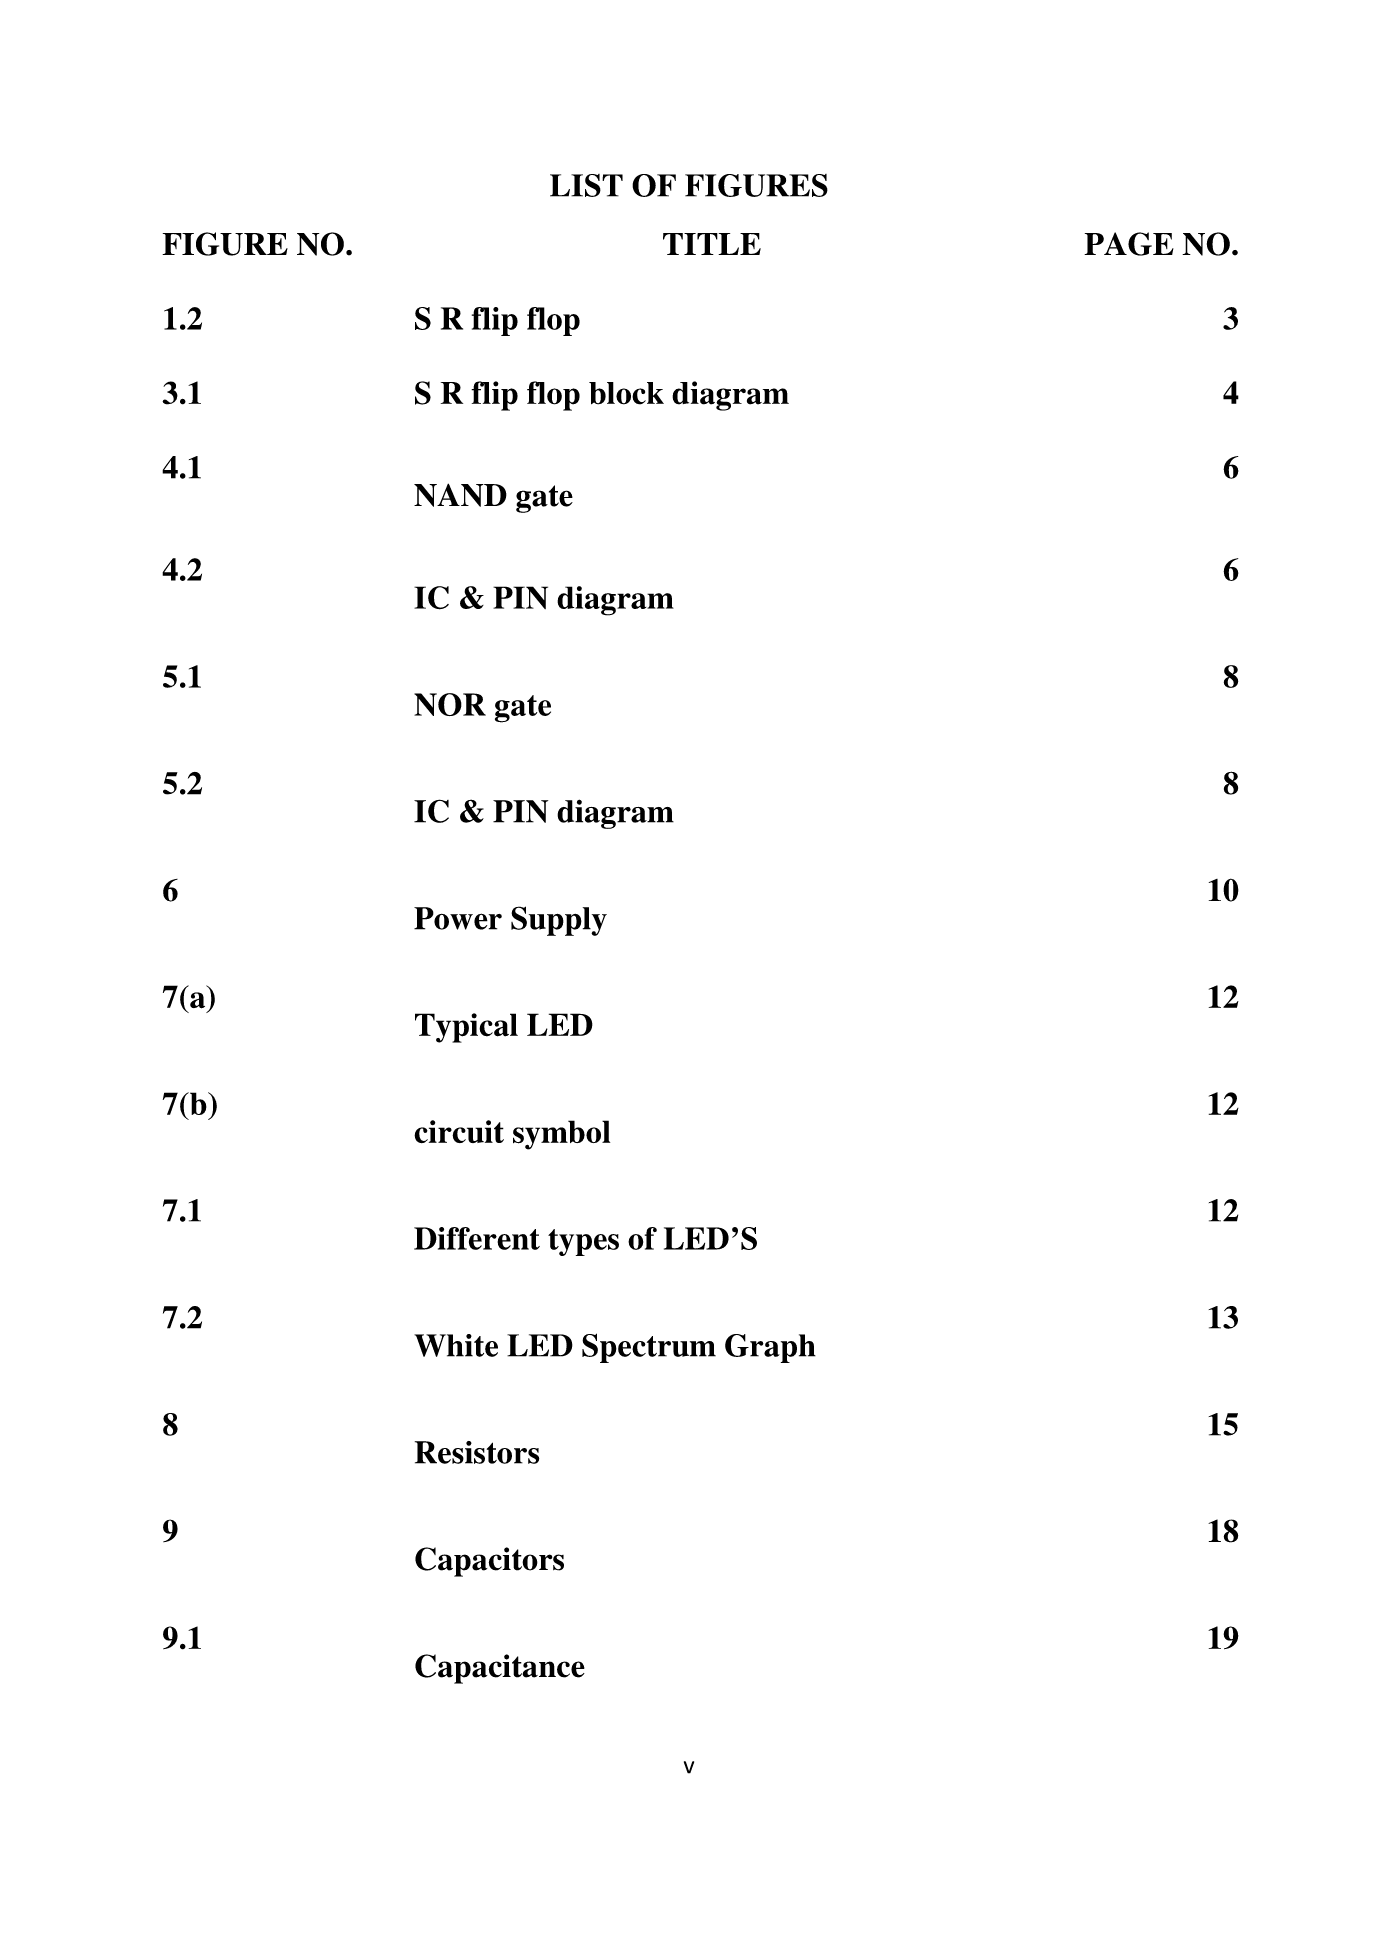 LIST OF FIGURES
FIGURE NO. TITLE PAGE NO.
1.2 S R flip flop 3
3.1 S R flip flop block diagram 4
4.1 NAND gate 6
4.2 IC & PIN diagram 6
5.1 NOR gate 8
5.2 IC & PIN diagram 8
6 Power Supply 10
7(a) Typical LED 12
7(b) circuit symbol 12
7.1 Different types of LED’S 12
7.2 White LED Spectrum Graph 13
8 Resistors 15
9 Capacitors 18
9.1 Capacitance 19
v